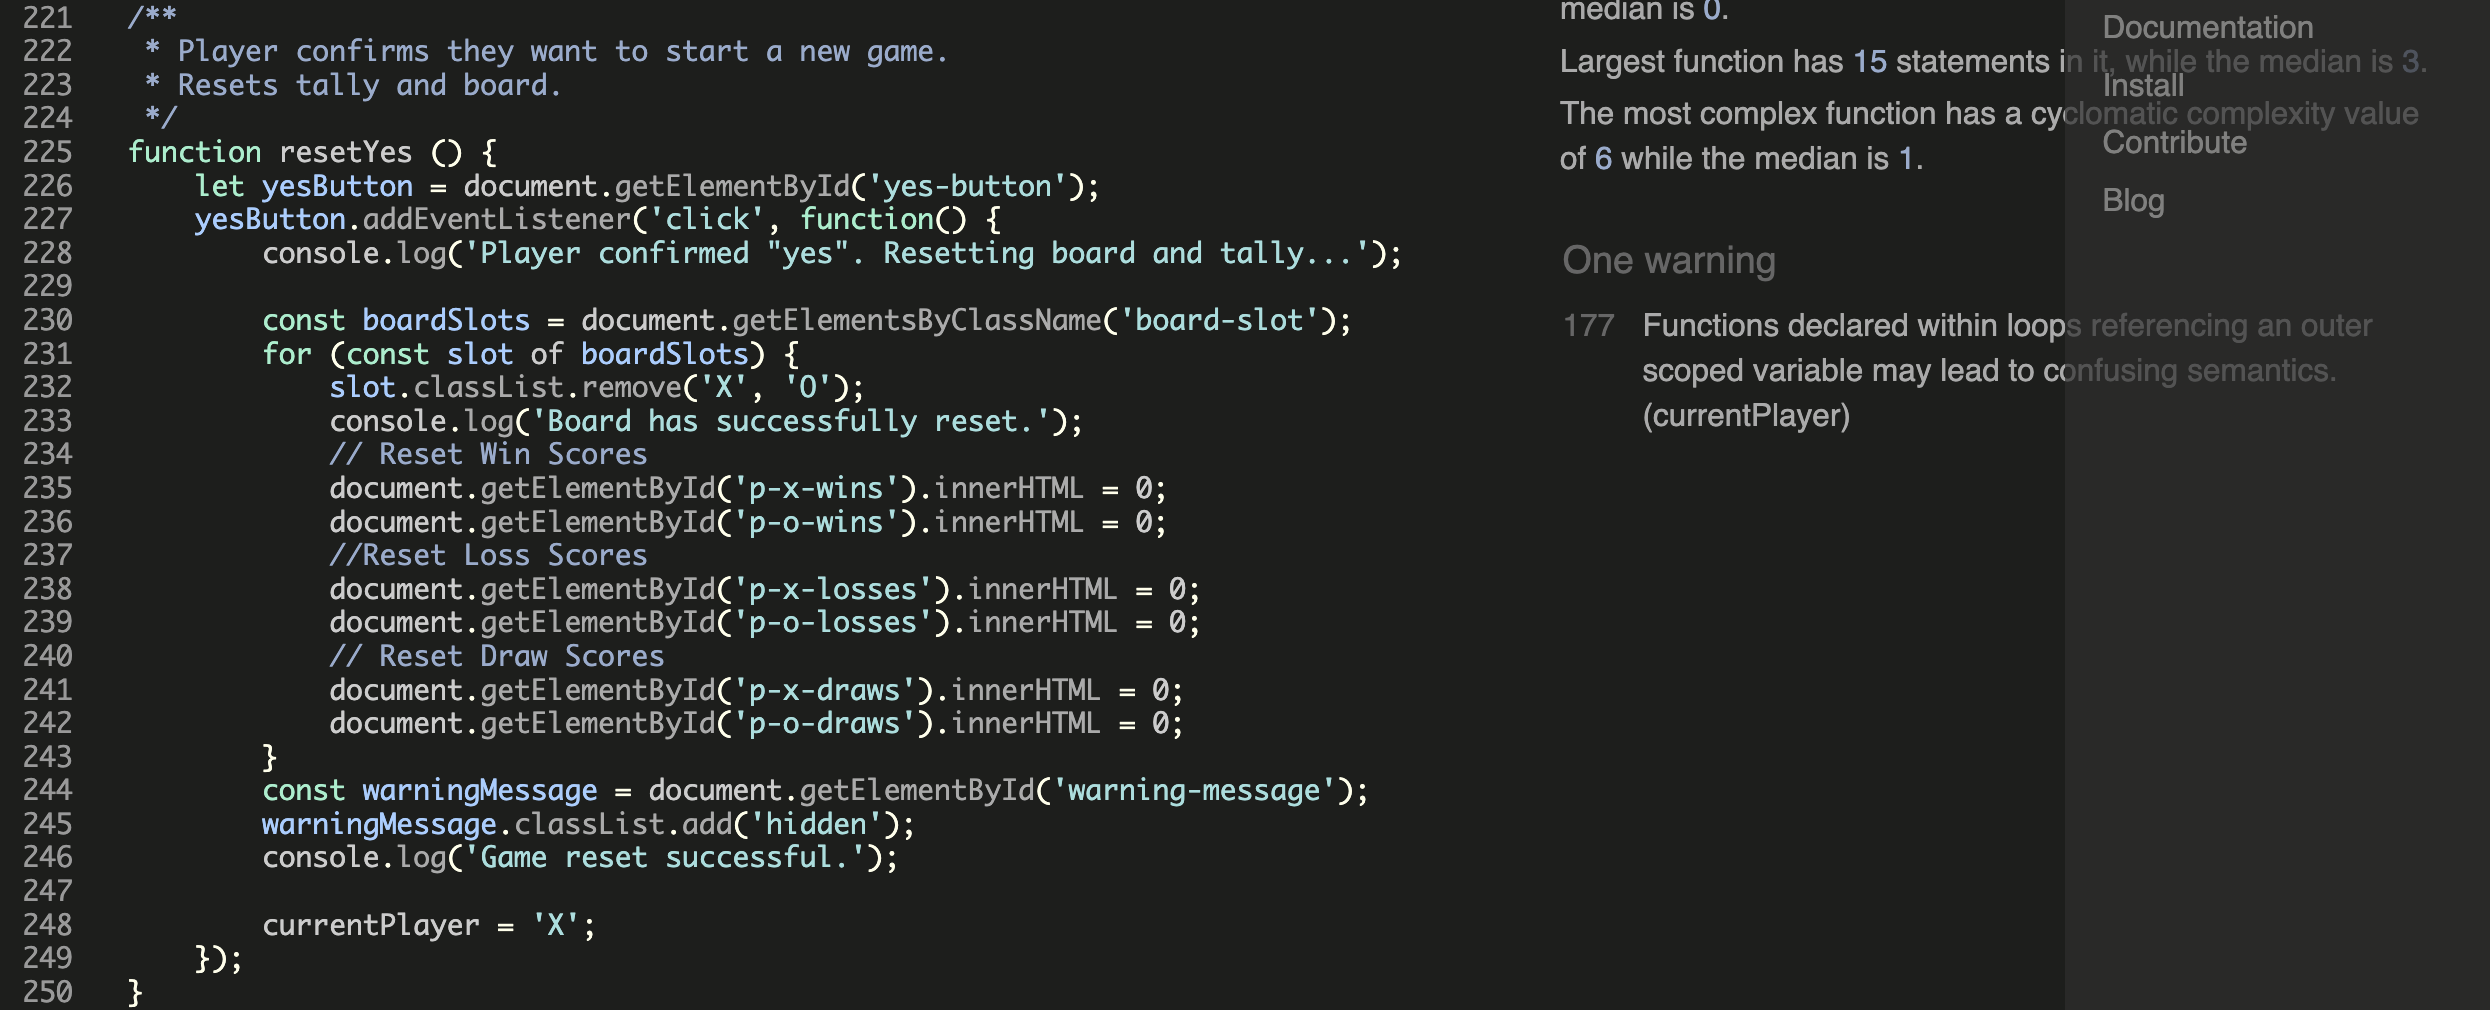 221 /**
222  * Player confirms they want to start a new game.
223  * Resets tally and board.
224  */
225 function resetYes () {
226     let yesButton = document.getElementById('yes-button');
227     yesButton.addEventListener('click', function() {
228         console.log('Player confirmed "yes". Resetting board and tally...');
229
230         const boardSlots = document.getElementsByClassName('board-slot');
231         for (const slot of boardSlots) {
232             slot.classList.remove('X', 'O');
233             console.log('Board has successfully reset.');
234             // Reset Win Scores
235             document.getElementById('p-x-wins').innerHTML = 0;
236             document.getElementById('p-o-wins').innerHTML = 0;
237             //Reset Loss Scores
238             document.getElementById('p-x-losses').innerHTML = 0;
239             document.getElementById('p-o-losses').innerHTML = 0;
240             // Reset Draw Scores
241             document.getElementById('p-x-draws').innerHTML = 0;
242             document.getElementById('p-o-draws').innerHTML = 0;
243         }
244         const warningMessage = document.getElementById('warning-message');
245         warningMessage.classList.add('hidden');
246         console.log('Game reset successful.');
247
248         currentPlayer = 'X';
249     });
250 }
median is 0.
Largest function has 15 statements in it, while the median is 3.
The most complex function has a cyclomatic complexity value
of 6 while the median is 1.
One warning
177 Functions declared within loops referencing an outer
scoped variable may lead to confusing semantics.
(currentPlayer)
Documentation
Install
Contribute
Blog